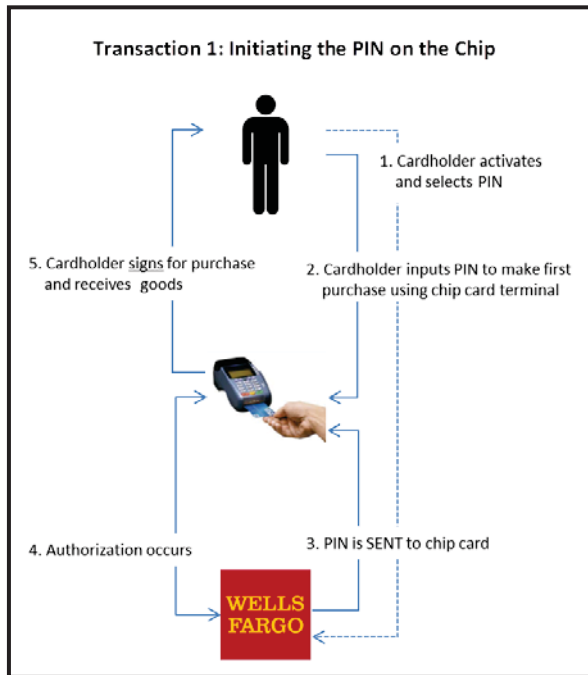 Transaction 1: Initiating the PIN on the Chip
1. Cardholder activates
and selects PIN
5. Cardholder signs for purchase
and receives goods
2. Cardholder inputs PIN to make first
purchase using chip card terminal
4. Authorization occurs
3. PIN is SENT to chip card
WELLS
FARGO